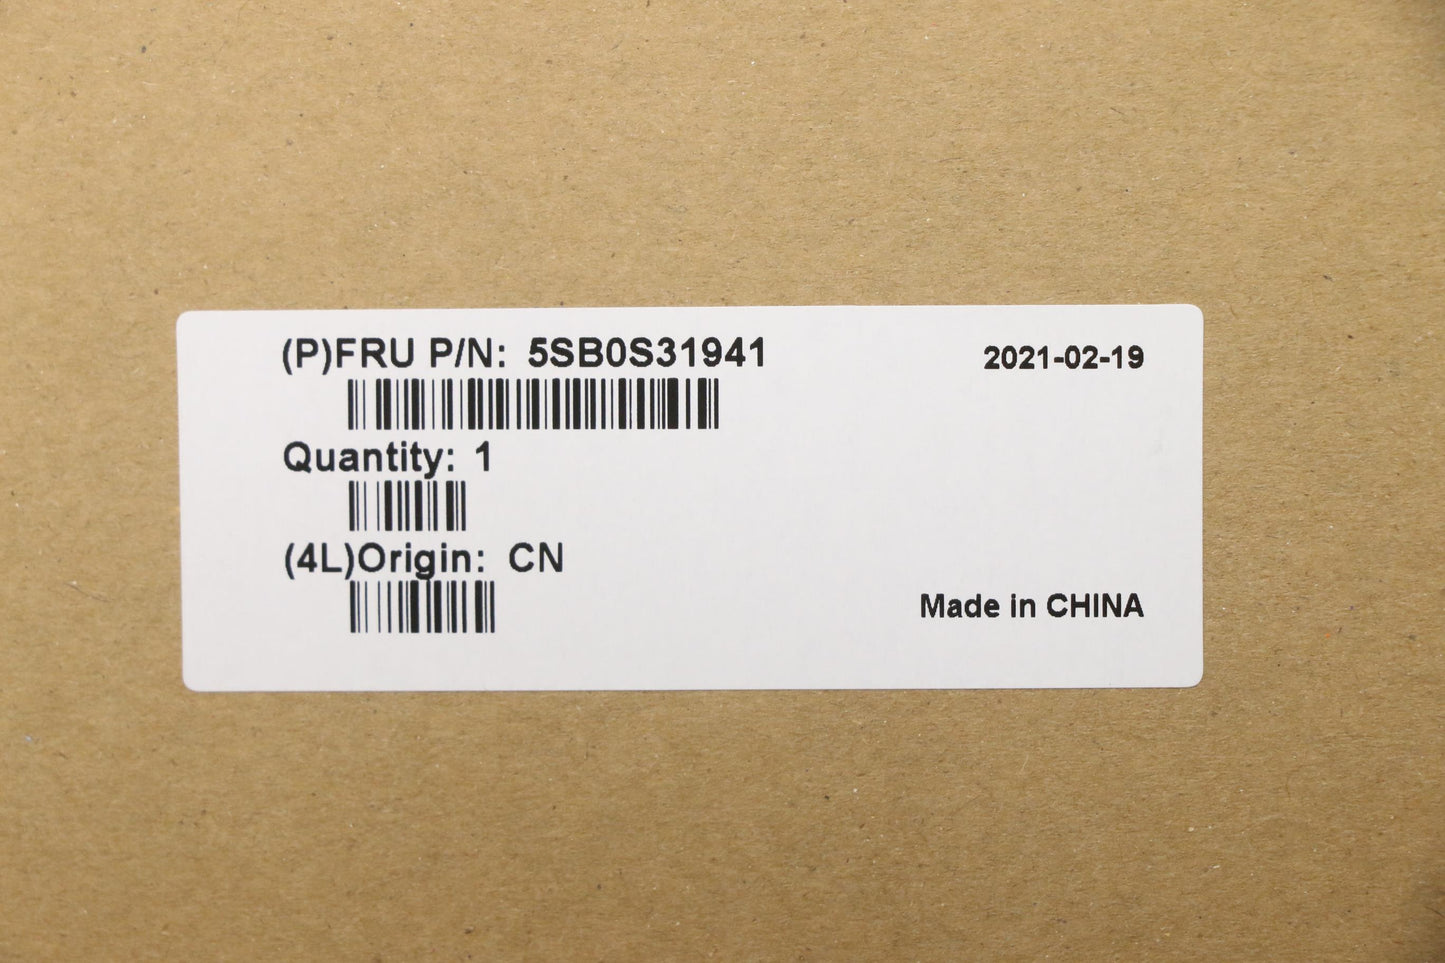 (P)FRU P/N: 5SB0S31941
2021-02-19
Quantity: 1
(4L)Origin: CN
Made in CHINA